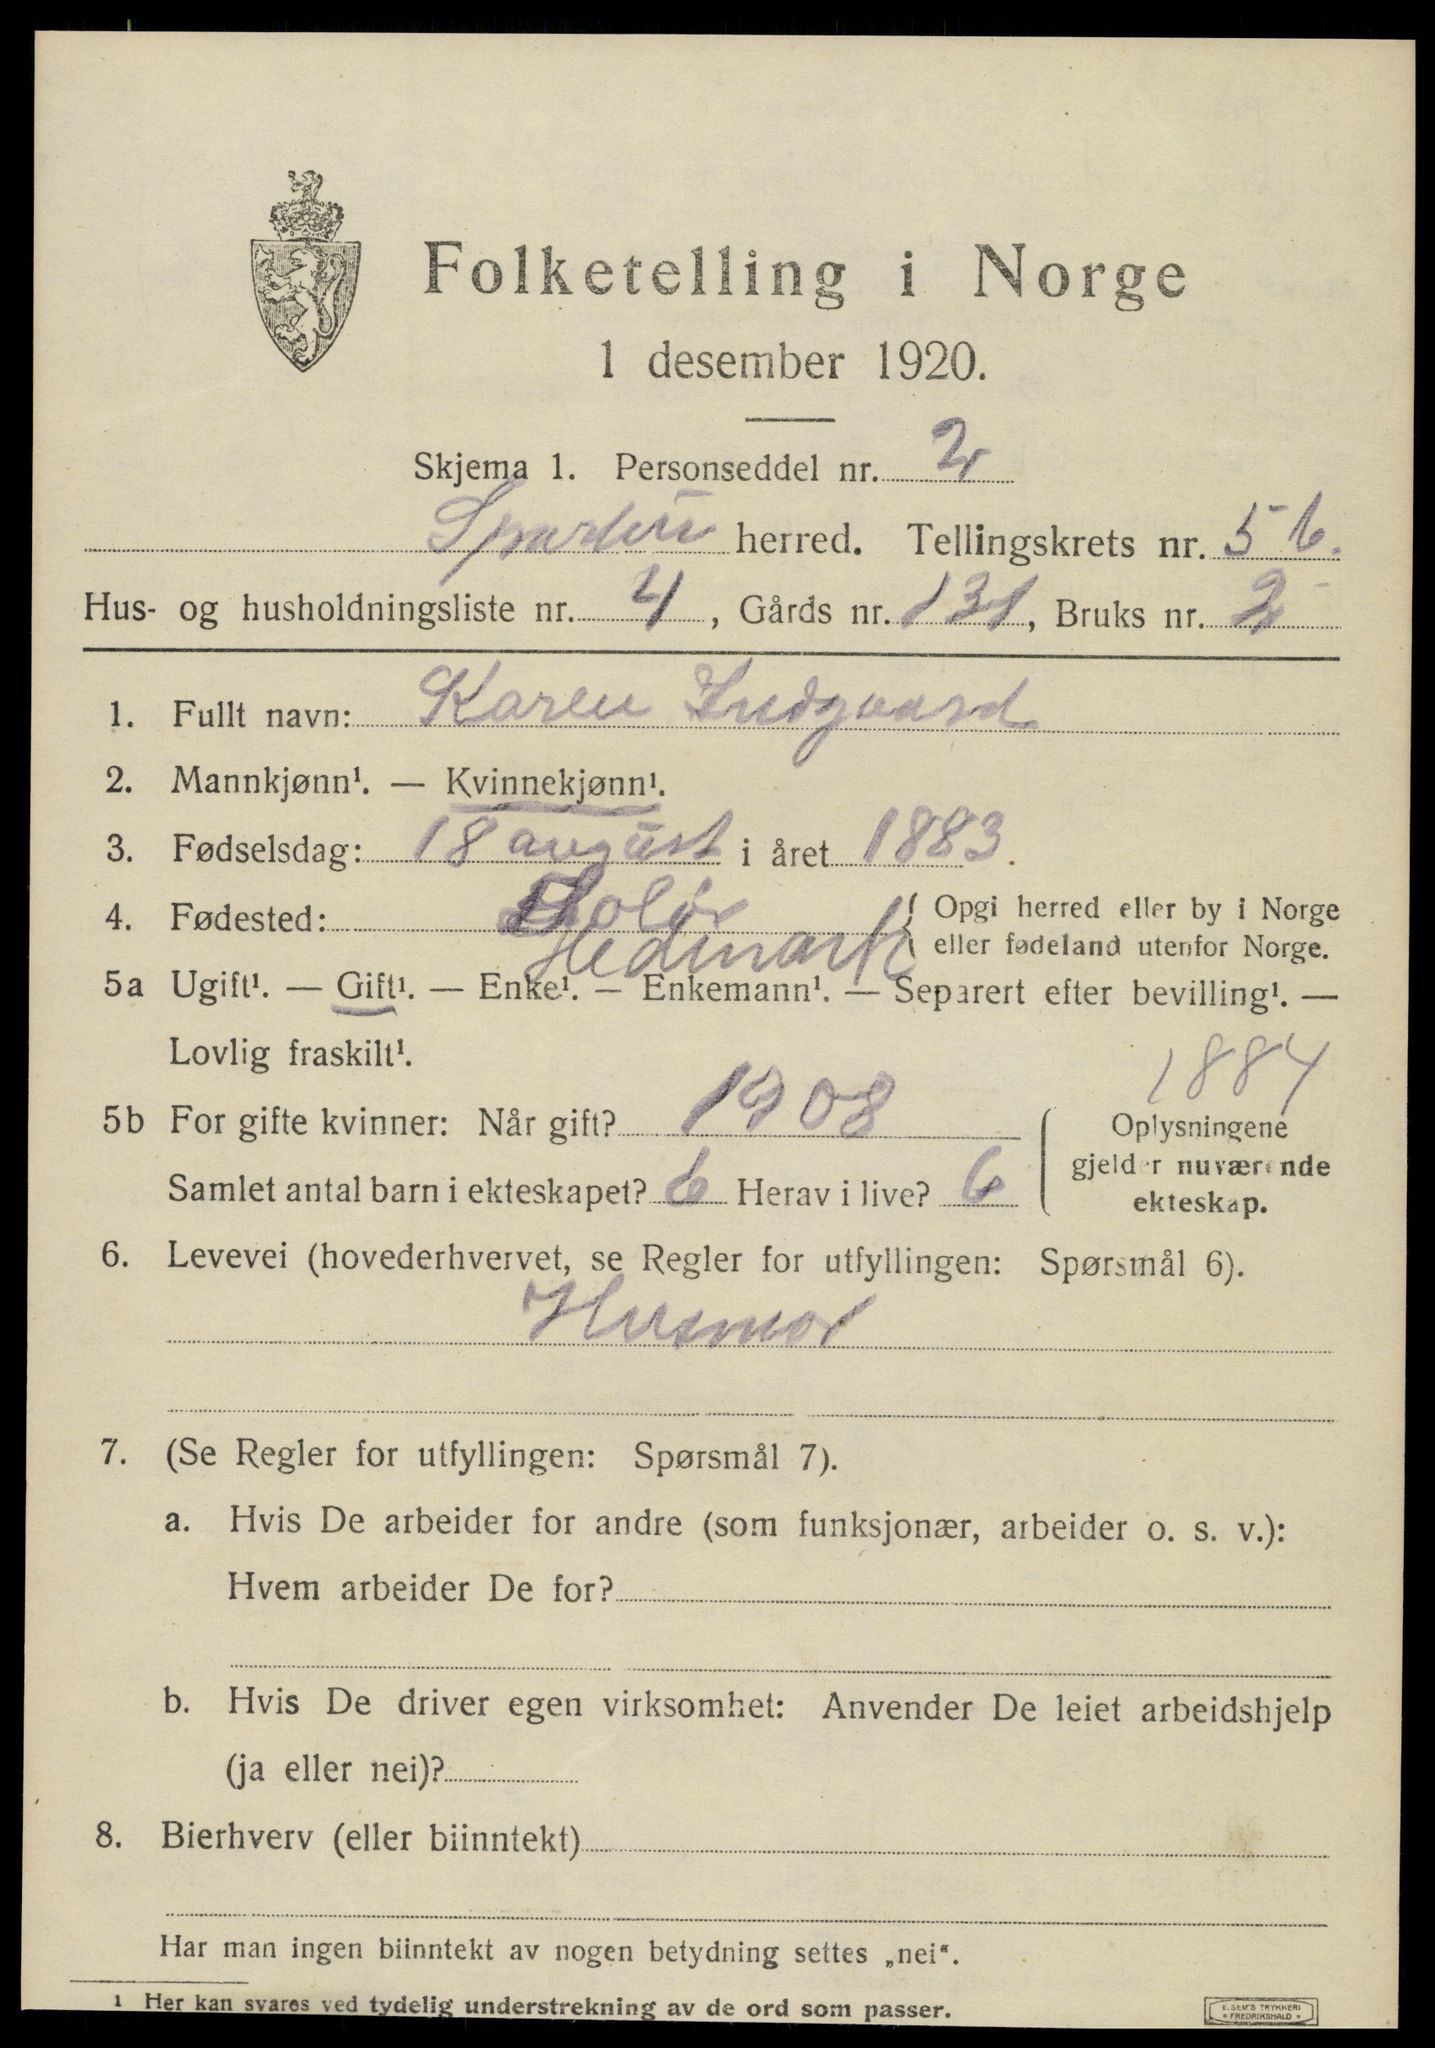 Folketelling i Norge
1 desember 1920.
Skjema 1. Personseddel nr. 2
Sparbu herred. Tellingskrets nr. 5 b.
Hus- og husholdningsliste nr. 4, Gårds nr. 131, Bruks nr. 2
1. Fullt navn: Karen Indgaard
2. Mannkjønn¹. — Kvinnekjønn¹.
3. Fødselsdag: 18 august i året 1883.
4. Fødested: Solør Opgi herred eller by i Norge
Hedmark eller fødeland utenfor Norge.
5a Ugift¹. — Gift¹. — Enke¹. — Enkemann¹. — Separert efter bevilling¹. —
Lovlig fraskilt¹.
1884
5b For gifte kvinner: Når gift? 1908 Oplysningene
gjelder nuværende
Samlet antal barn i ekteskapet? 6 Herav i live? 6 ekteskap.
6. Levevei (hovederhvervet, se Regler for utfyllingen: Spørsmål 6).
Husmor
7. (Se Regler for utfyllingen: Spørsmål 7).
a. Hvis De arbeider for andre (som funksjonær, arbeider o. s. v.):
Hvem arbeider De for?
b. Hvis De driver egen virksomhet: Anvender De leiet arbeidshjelp
(ja eller nei)?
8. Bierhverv (eller biinntekt)
Har man ingen biinntekt av nogen betydning settes „nei“.
¹ Her kan svares ved tydelig understrekning av de ord som passer.
E. SEM'S TRYKKERI
FREDRIKSHALD